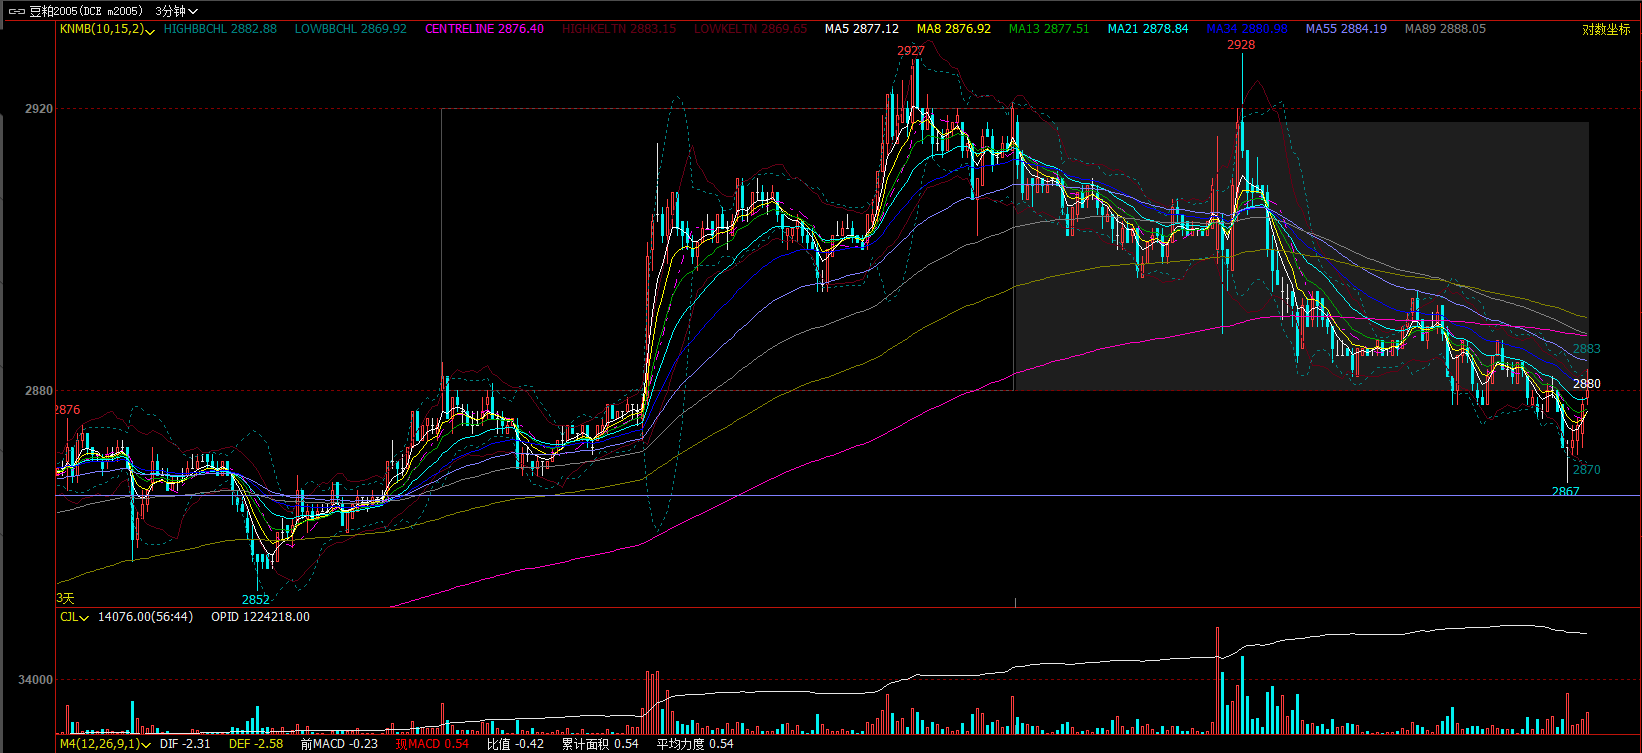 豆粕2005(DCE m2005) 3分钟
KNMB(10,15,2) HIGHBBCHL 2882.88 LOWBBCHL 2869.92 CENTRELINE 2876.40 HIGHKELTN 2883.15 LOWKELTN 2869.65 MA5 2877.12 MA8 2876.92 MA13 2877.51 MA21 2878.84 MA34 2880.98 MA55 2884.19 MA89 2888.05 对数坐标
2928
2927
2920
2883
2880
2880
2876
2870
2867
2852
3天
CJL 14076.00(56:44) OPID 1224218.00
34000
M4(12,26,9,1) DIF -2.31 DEF -2.58 前MACD -0.23 现MACD 0.54 比值 -0.42 累计面积 0.54 平均力度 0.54